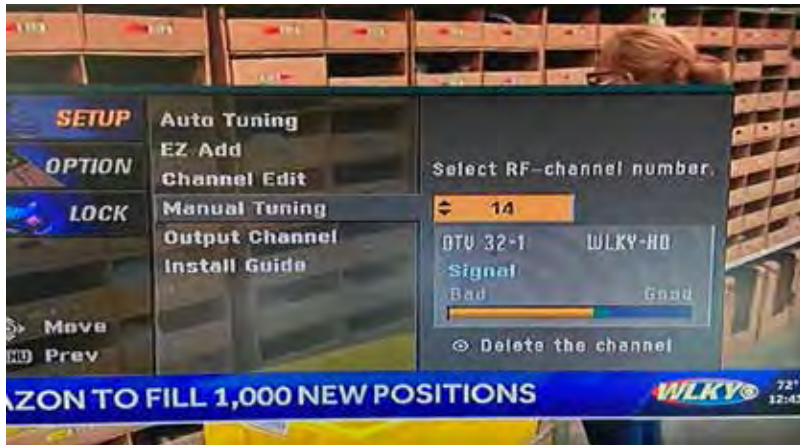 SETUP
OPTION
LOCK
Auto Tuning
EZ Add
Channel Edit
Manual Tuning
Output Channel
Install Guide
Move
Prev
Select RF-channel number.
14
DTV 32-1 WLKY-HD
Signal
Bad Good
Delete the channel
AZON TO FILL 1,000 NEW POSITIONS
WLKY
72°
12:43